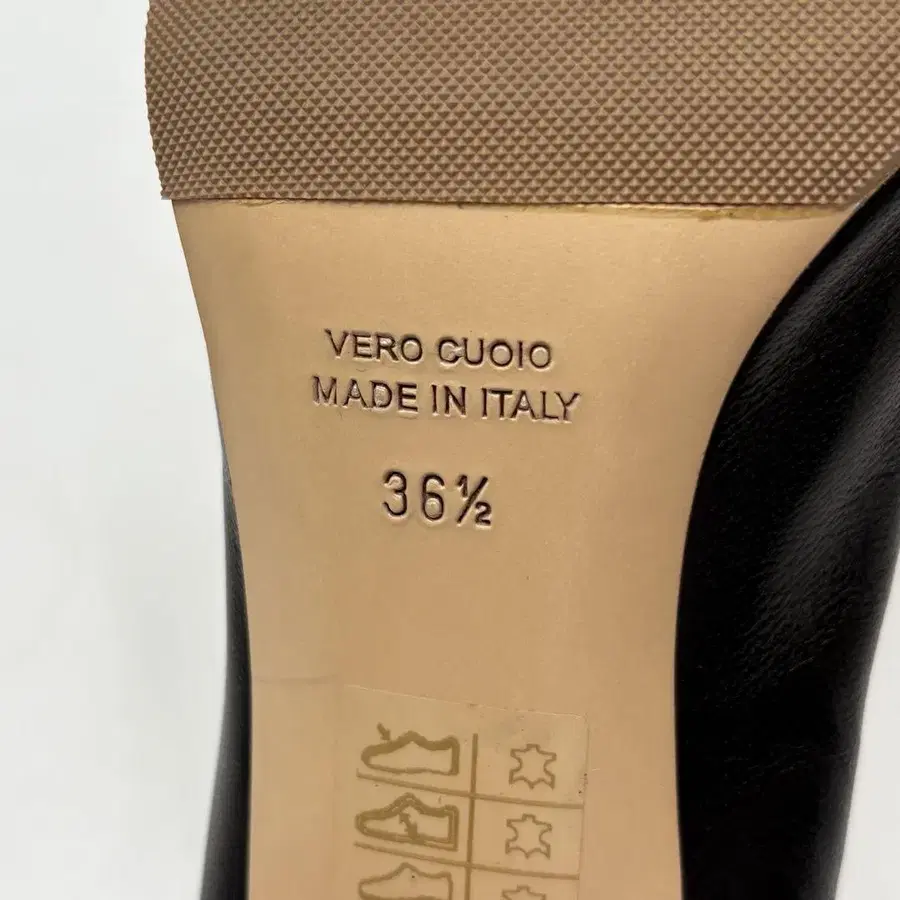 VERO CUOIO
MADE IN ITALY
36½